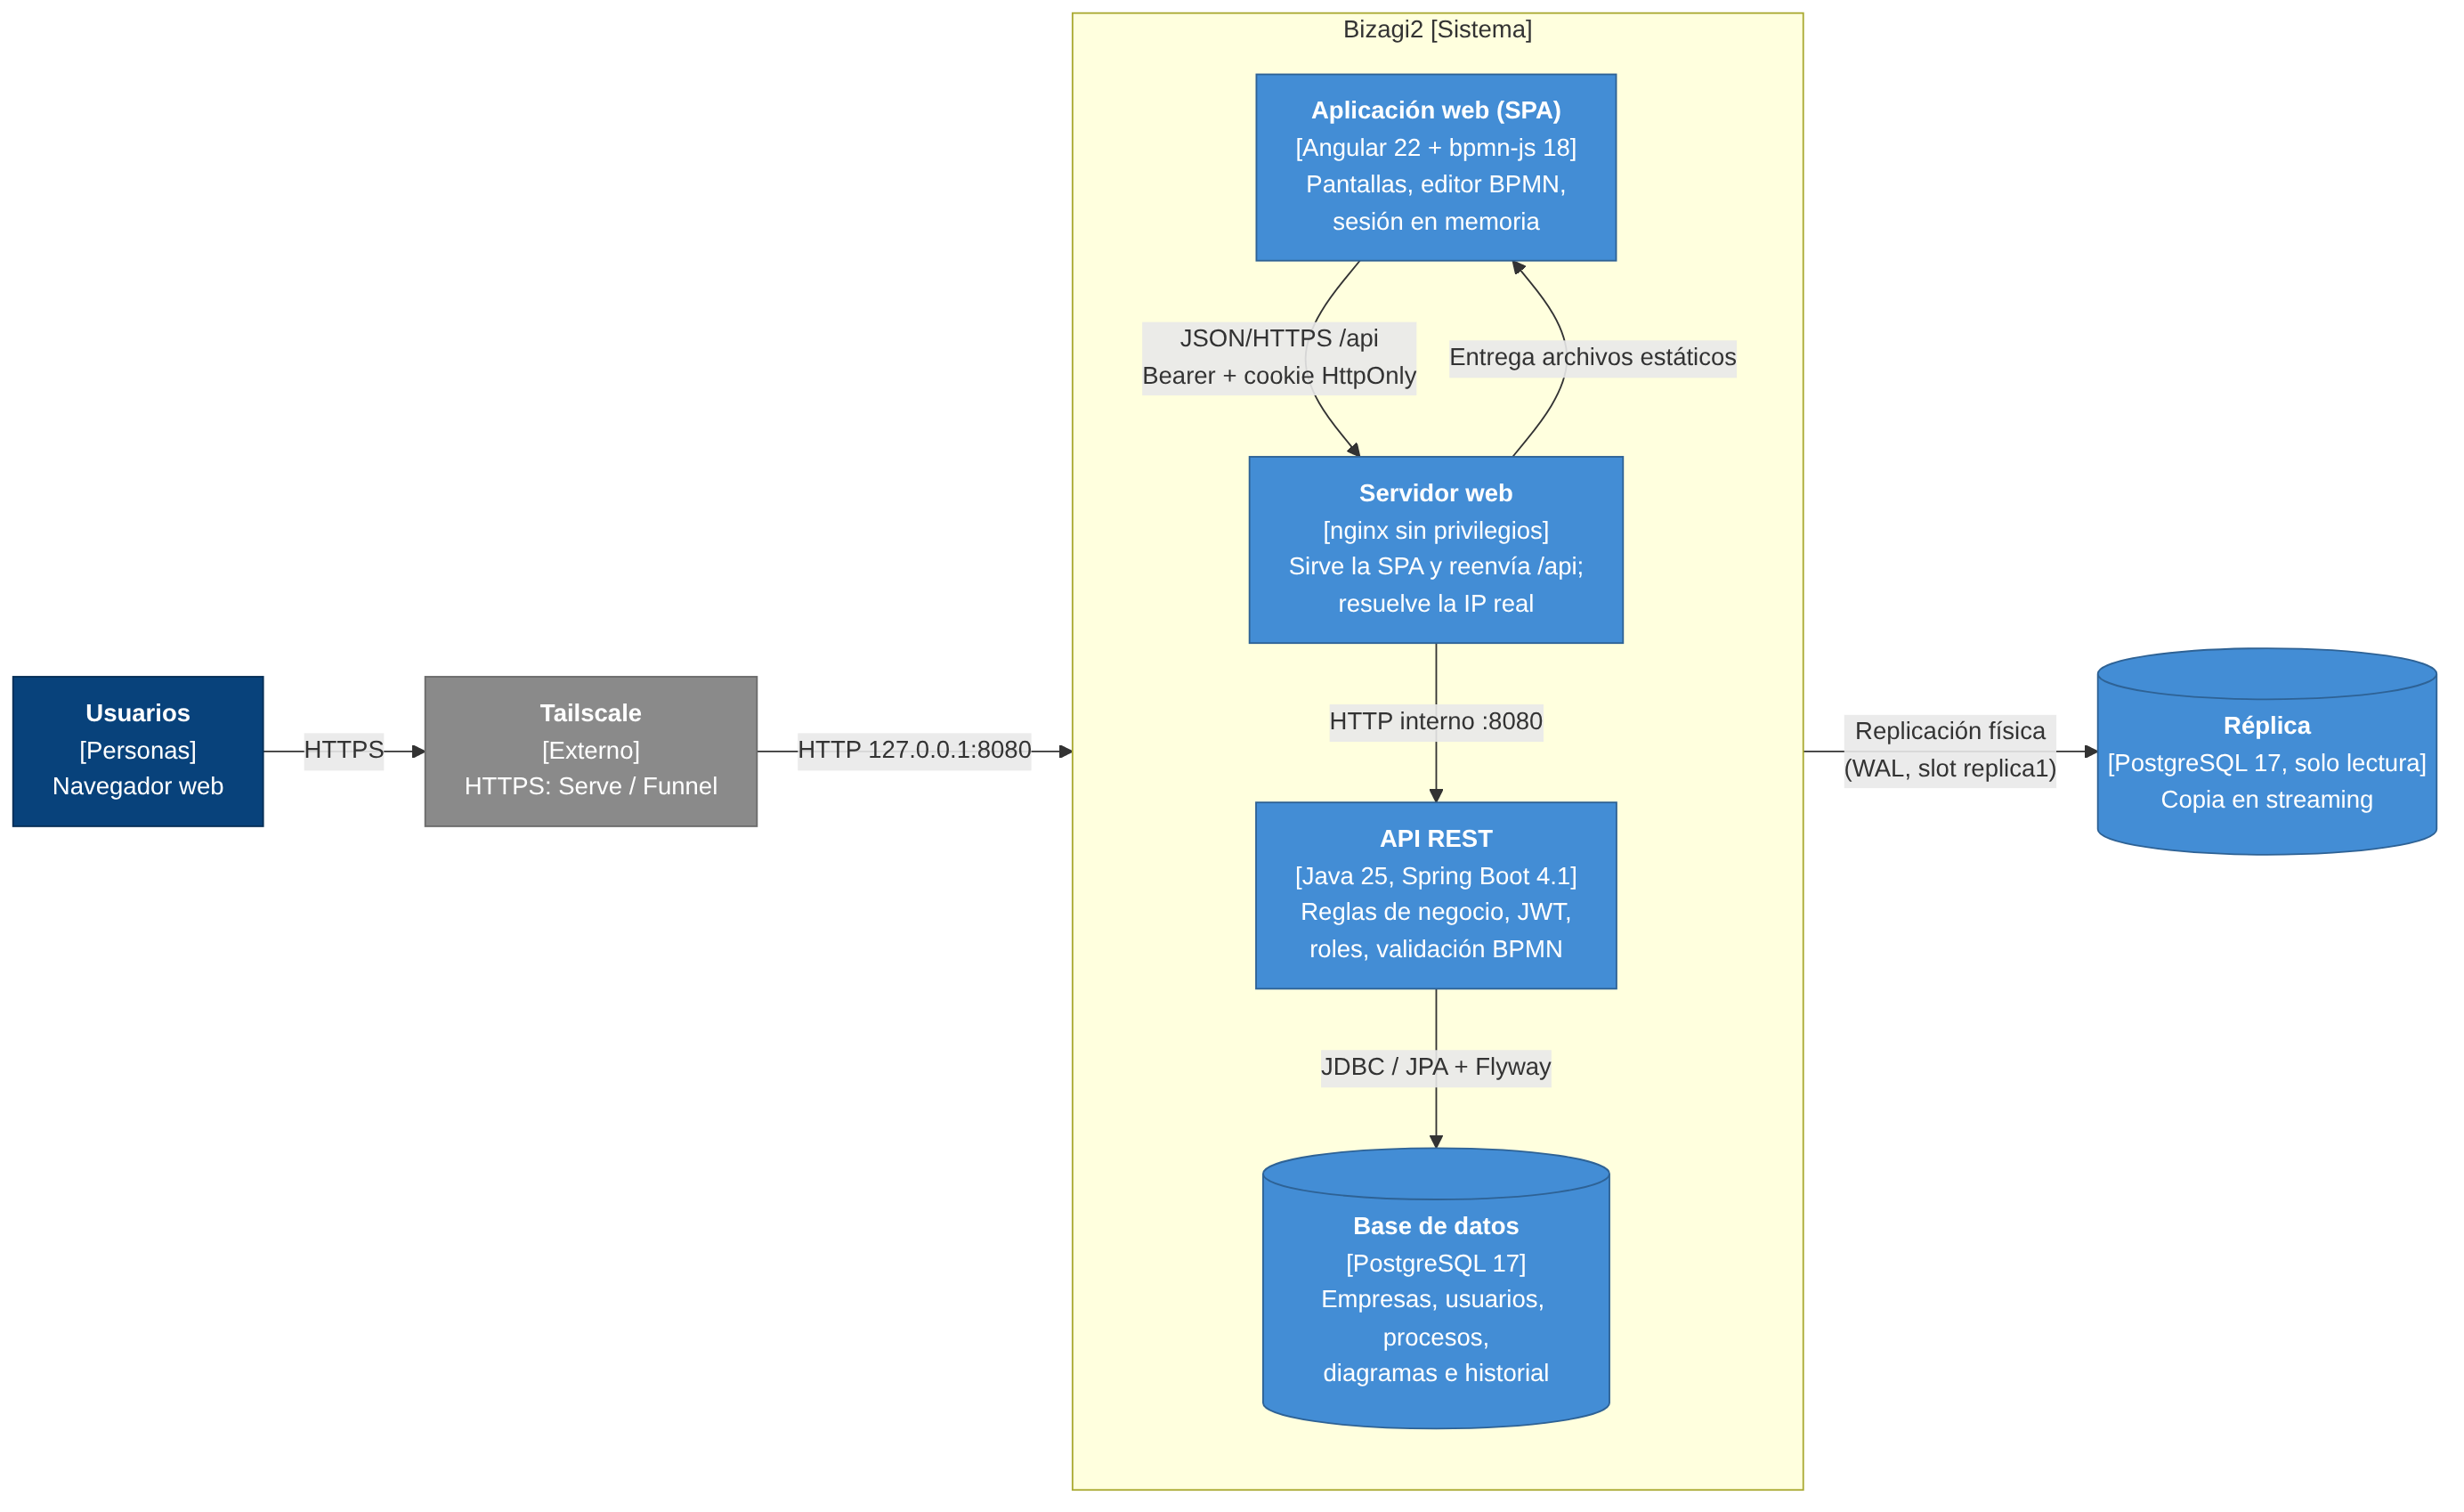 Bizagi2 [Sistema]
Aplicación web (SPA)
[Angular 22 + bpmn-js 18]
Pantallas, editor BPMN,
sesión en memoria
JSON/HTTPS /api
Bearer + cookie HttpOnly
Entrega archivos estáticos
Servidor web
[nginx sin privilegios]
Sirve la SPA y reenvía /api;
resuelve la IP real
Usuarios
[Personas]
Navegador web
HTTPS
Tailscale
[Externo]
HTTPS: Serve / Funnel
HTTP 127.0.0.1:8080
HTTP interno :8080
Replicación física
(WAL, slot replica1)
Réplica
[PostgreSQL 17, solo lectura]
Copia en streaming
API REST
[Java 25, Spring Boot 4.1]
Reglas de negocio, JWT,
roles, validación BPMN
JDBC / JPA + Flyway
Base de datos
[PostgreSQL 17]
Empresas, usuarios,
procesos,
diagramas e historial